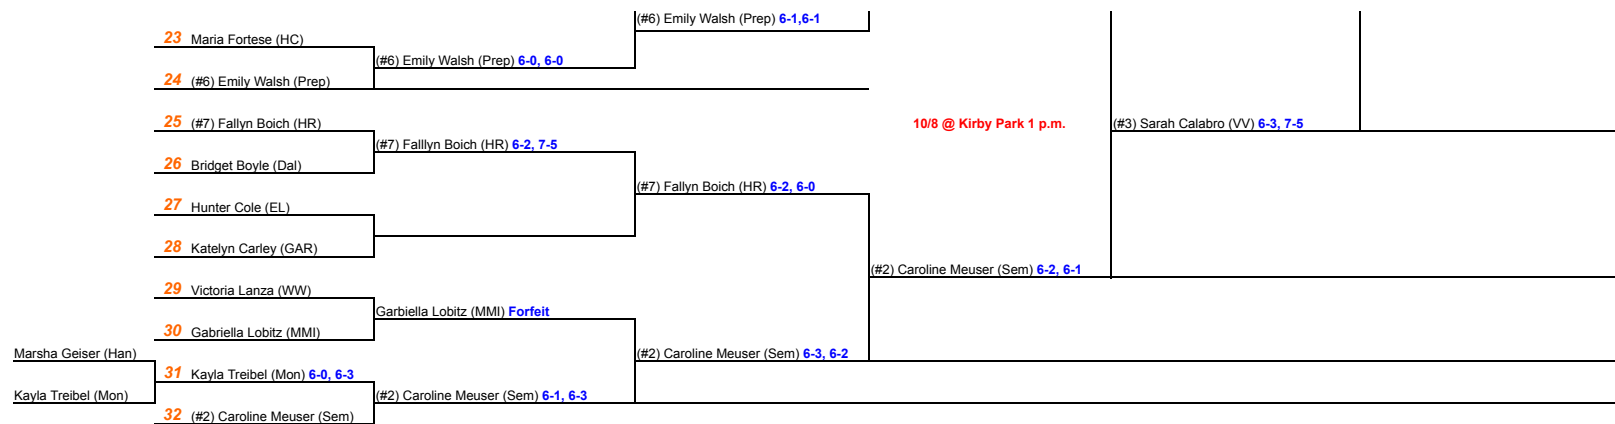 (#6) Emily Walsh (Prep) 6-1,6-1
23 Maria Fortese (HC)
(#6) Emily Walsh (Prep) 6-0, 6-0
24 (#6) Emily Walsh (Prep)
25 (#7) Fallyn Boich (HR)
10/8 @ Kirby Park 1 p.m.
(#3) Sarah Calabro (VV) 6-3, 7-5
(#7) Falllyn Boich (HR) 6-2, 7-5
26 Bridget Boyle (Dal)
(#7) Fallyn Boich (HR) 6-2, 6-0
27 Hunter Cole (EL)
28 Katelyn Carley (GAR)
(#2) Caroline Meuser (Sem) 6-2, 6-1
29 Victoria Lanza (WW)
Garbiella Lobitz (MMI) Forfeit
30 Gabriella Lobitz (MMI)
Marsha Geiser (Han)
(#2) Caroline Meuser (Sem) 6-3, 6-2
31 Kayla Treibel (Mon) 6-0, 6-3
Kayla Treibel (Mon)
(#2) Caroline Meuser (Sem) 6-1, 6-3
32 (#2) Caroline Meuser (Sem)